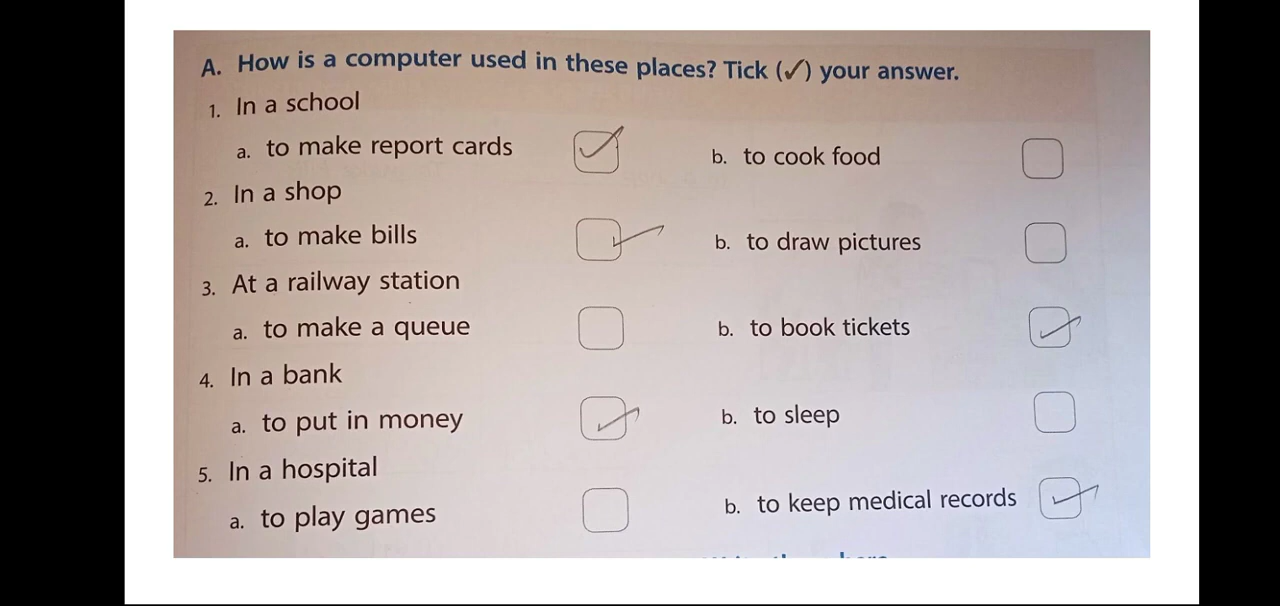 A. How is a computer used in these places? Tick (✓) your answer.
1. In a school
a. to make report cards ✓ b. to cook food
2. In a shop
a. to make bills ✓ b. to draw pictures
3. At a railway station
a. to make a queue b. to book tickets ✓
4. In a bank
a. to put in money ✓ b. to sleep
5. In a hospital
a. to play games b. to keep medical records ✓